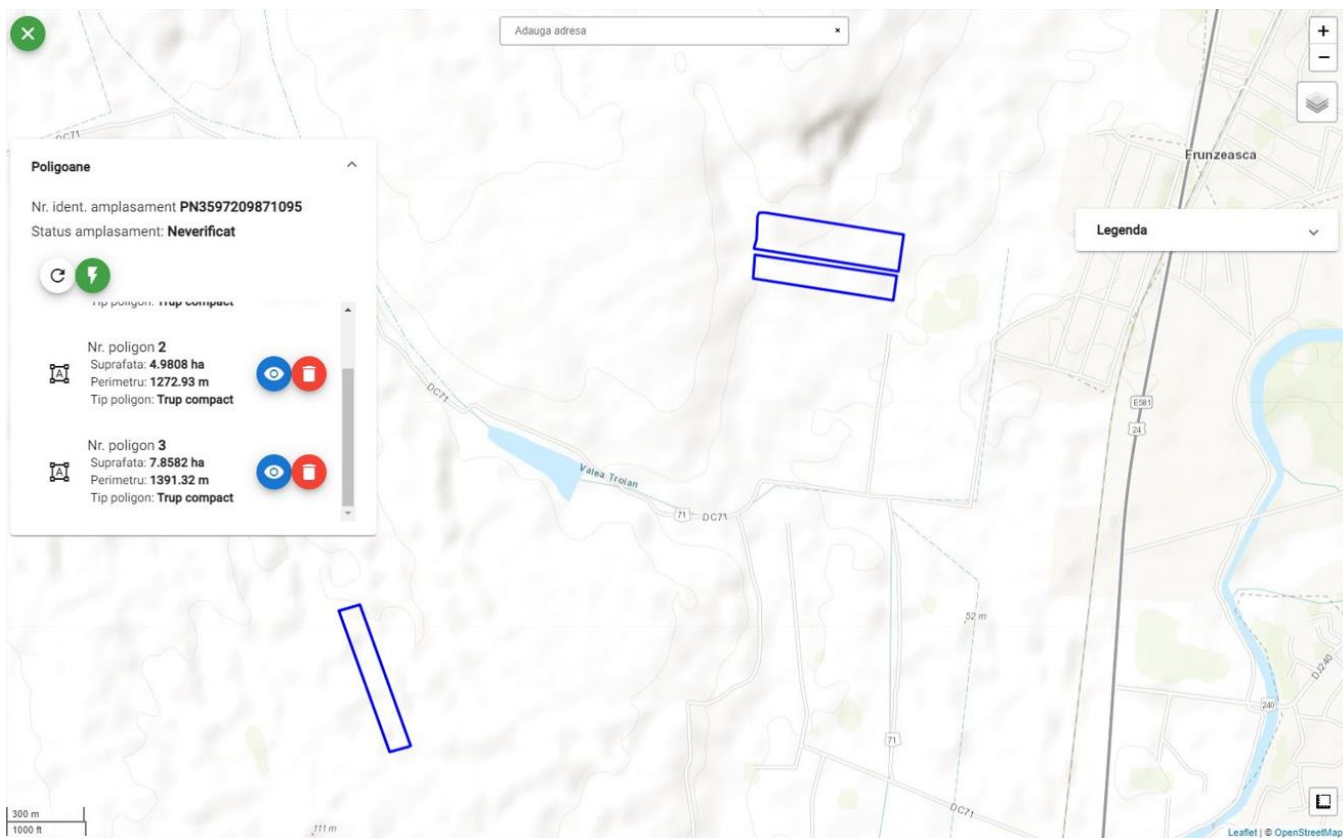 Adauga adresa
×
+
−
DC71
Poligoane
Nr. ident. amplasament PN3597209871095
Status amplasament: Neverificat
Tip poligon: Trup compact
Nr. poligon 2
Suprafata: 4.9808 ha
Perimetru: 1272.93 m
Tip poligon: Trup compact
Nr. poligon 3
Suprafata: 7.8582 ha
Perimetru: 1391.32 m
Tip poligon: Trup compact
Frunzeasca
Legenda
DC71
E581
24
Valea Troian
71
DC71
52 m
DJ240
240
71
DC71
300 m
1000 ft
111 m
Leaflet | © OpenStreetMap